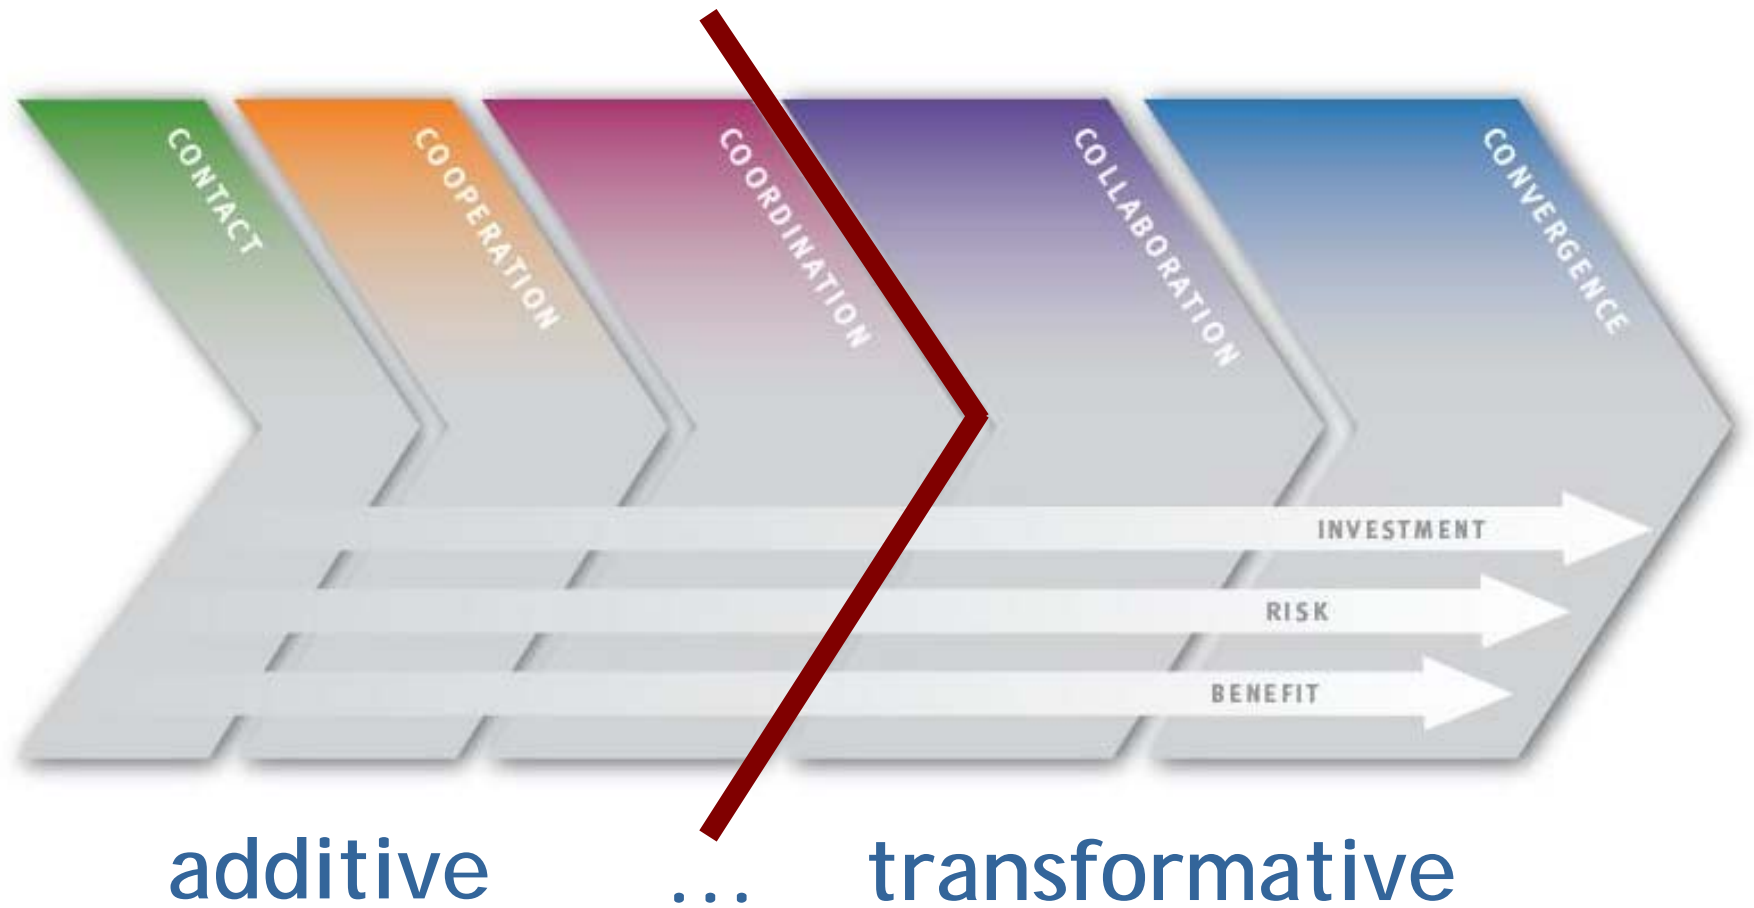 CONTACT
COOPERATION
COORDINATION
COLLABORATION
CONVERGENCE
INVESTMENT
RISK
BENEFIT
additive ... transformative